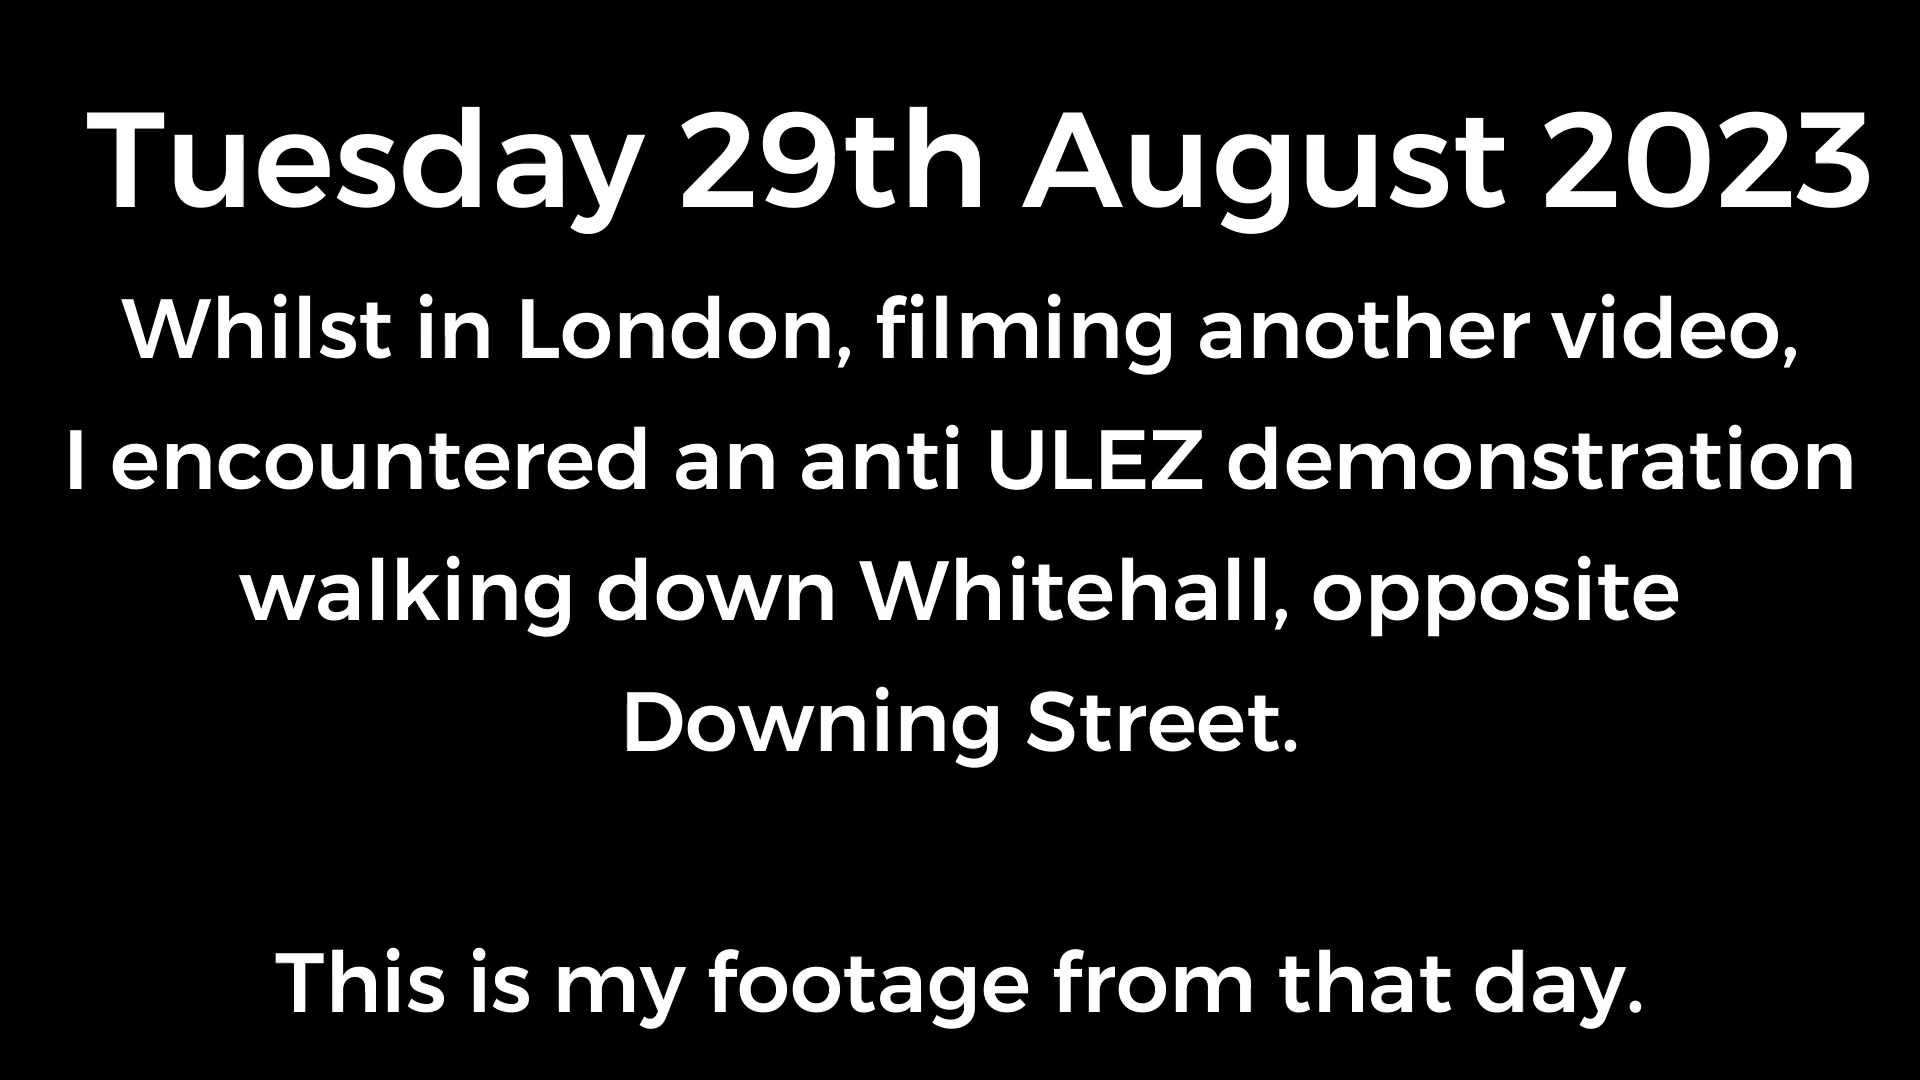 Tuesday 29th August 2023
Whilst in London, filming another video,
I encountered an anti ULEZ demonstration
walking down Whitehall, opposite
Downing Street.
This is my footage from that day.